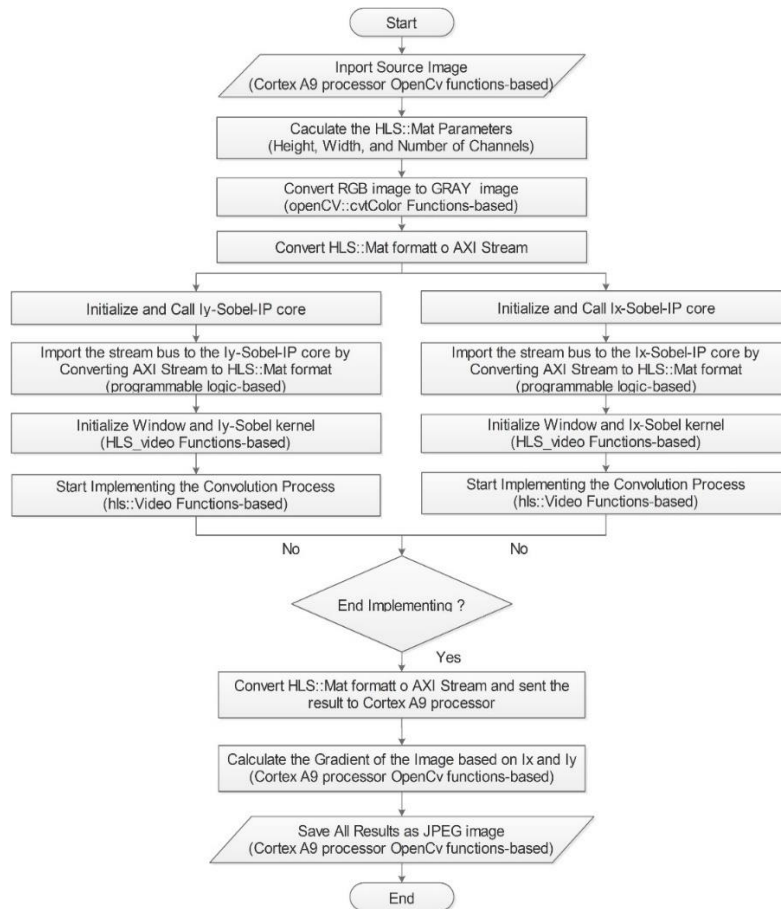 Start
Inport Source Image
(Cortex A9 processor OpenCv functions-based)
Caculate the HLS::Mat Parameters
(Height, Width, and Number of Channels)
Convert RGB image to GRAY image
(openCV::cvtColor Functions-based)
Convert HLS::Mat formatt o AXI Stream
Initialize and Call Iy-Sobel-IP core
Import the stream bus to the Iy-Sobel-IP core by
Converting AXI Stream to HLS::Mat format
(programmable logic-based)
Initialize Window and Iy-Sobel kernel
(HLS_video Functions-based)
Start Implementing the Convolution Process
(hls::Video Functions-based)
Initialize and Call Ix-Sobel-IP core
Import the stream bus to the Ix-Sobel-IP core by
Converting AXI Stream to HLS::Mat format
(programmable logic-based)
Initialize Window and Ix-Sobel kernel
(HLS_video Functions-based)
Start Implementing the Convolution Process
(hls::Video Functions-based)
No
No
End Implementing ?
Yes
Convert HLS::Mat formatt o AXI Stream and sent the
result to Cortex A9 processor
Calculate the Gradient of the Image based on Ix and Iy
(Cortex A9 processor OpenCv functions-based)
Save All Results as JPEG image
(Cortex A9 processor OpenCv functions-based)
End